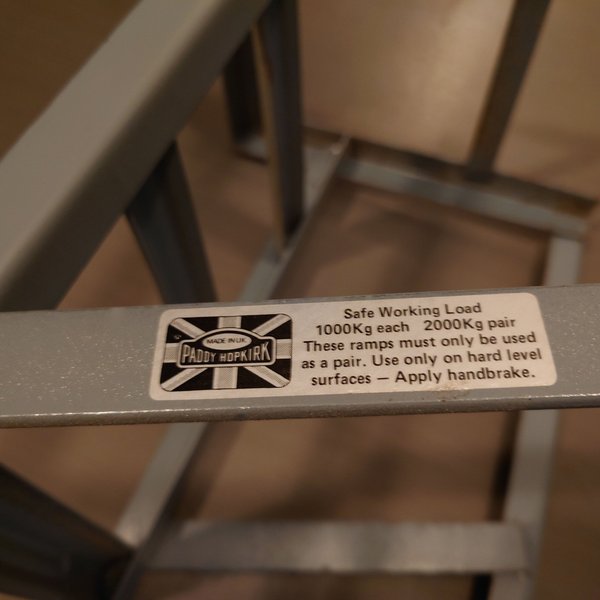 MADE IN U.K.
PADDY HOPKIRK
Safe Working Load
1000Kg each 2000Kg pair
These ramps must only be used
as a pair. Use only on hard level
surfaces — Apply handbrake.